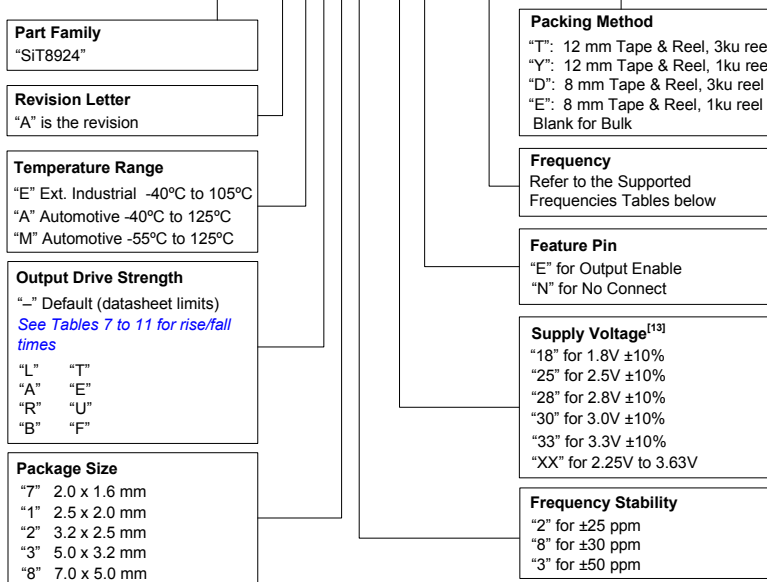 Part Family
“SiT8924”
Revision Letter
“A” is the revision
Temperature Range
“E” Ext. Industrial -40ºC to 105ºC
“A” Automotive -40ºC to 125ºC
“M” Automotive -55ºC to 125ºC
Output Drive Strength
“–” Default (datasheet limits)
See Tables 7 to 11 for rise/fall
times
“L” “T”
“A” “E”
“R” “U”
“B” “F”
Package Size
“7” 2.0 x 1.6 mm
“1” 2.5 x 2.0 mm
“2” 3.2 x 2.5 mm
“3” 5.0 x 3.2 mm
“8” 7.0 x 5.0 mm
Packing Method
“T”: 12 mm Tape & Reel, 3ku ree
“Y”: 12 mm Tape & Reel, 1ku ree
“D”: 8 mm Tape & Reel, 3ku reel
“E”: 8 mm Tape & Reel, 1ku reel
Blank for Bulk
Frequency
Refer to the Supported
Frequencies Tables below
Feature Pin
“E” for Output Enable
“N” for No Connect
Supply Voltage[13]
“18” for 1.8V ±10%
“25” for 2.5V ±10%
“28” for 2.8V ±10%
“30” for 3.0V ±10%
“33” for 3.3V ±10%
“XX” for 2.25V to 3.63V
Frequency Stability
“2” for ±25 ppm
“8” for ±30 ppm
“3” for ±50 ppm